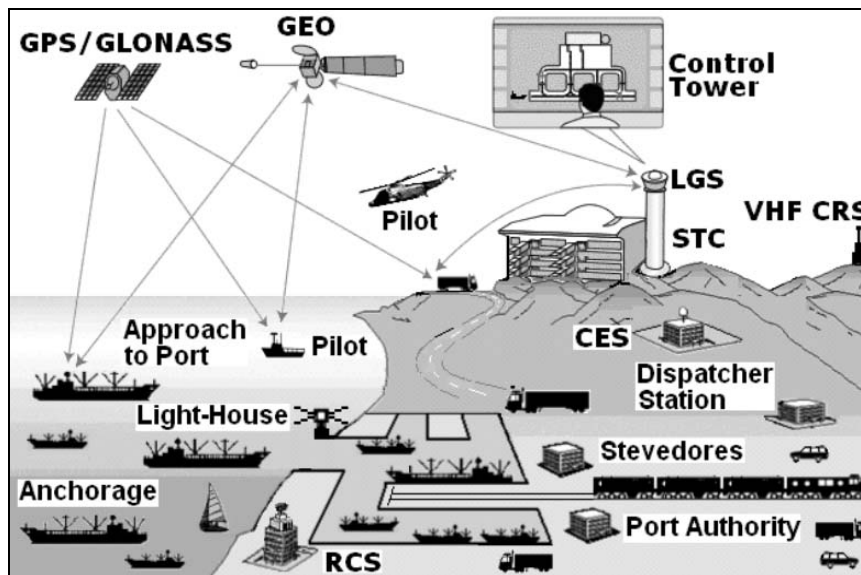 GPS/GLONASS
GEO
Control
Tower
LGS
Pilot
STC
VHF CRS
Approach
to Port
Pilot
CES
Dispatcher
Station
Light-House
Stevedores
Anchorage
Port Authority
RCS